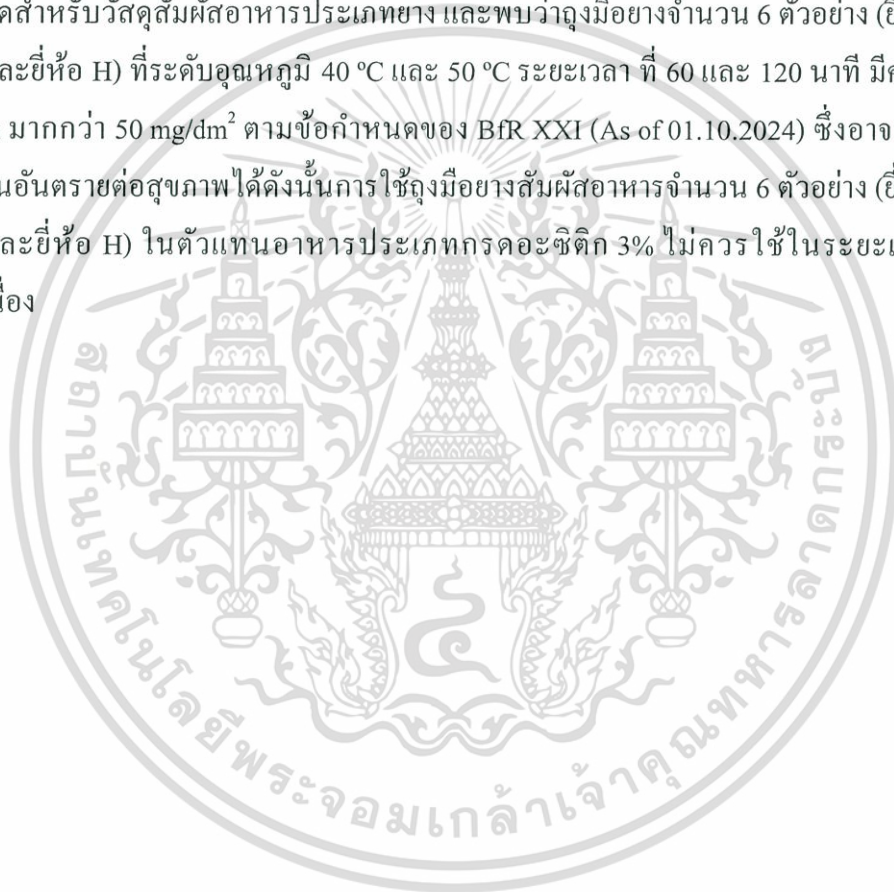 ดสำหรับวัสดุสัมผัสอาหารประเภทยาง และพบว่าถุงมือยางจำนวน 6 ตัวอย่าง (ยี
ละยี่ห้อ H) ที่ระดับอุณหภูมิ 40 ºC และ 50 ºC ระยะเวลา ที่ 60 และ 120 นาที มีค
มากกว่า 50 mg/dm² ตามข้อกำหนดของ BfR XXI (As of 01.10.2024) ซึ่งอาจ
นอันตรายต่อสุขภาพได้ดังนั้นการใช้ถุงมือยางสัมผัสอาหารจำนวน 6 ตัวอย่าง (ยี
ละยี่ห้อ H) ในตัวแทนอาหารประเภทกรดอะซิติก 3% ไม่ควรใช้ในระยะเ
นื่อง
สถาบันเทคโนโลยีพระจอมเกล้าเจ้าคุณทหารลาดกระบัง